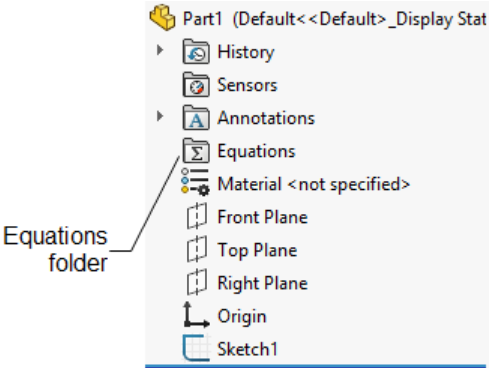 Part1 (Default<<Default>_Display Stat
History
Sensors
Annotations
Equations
Material <not specified>
Front Plane
Top Plane
Right Plane
Origin
Sketch1
Equations
folder